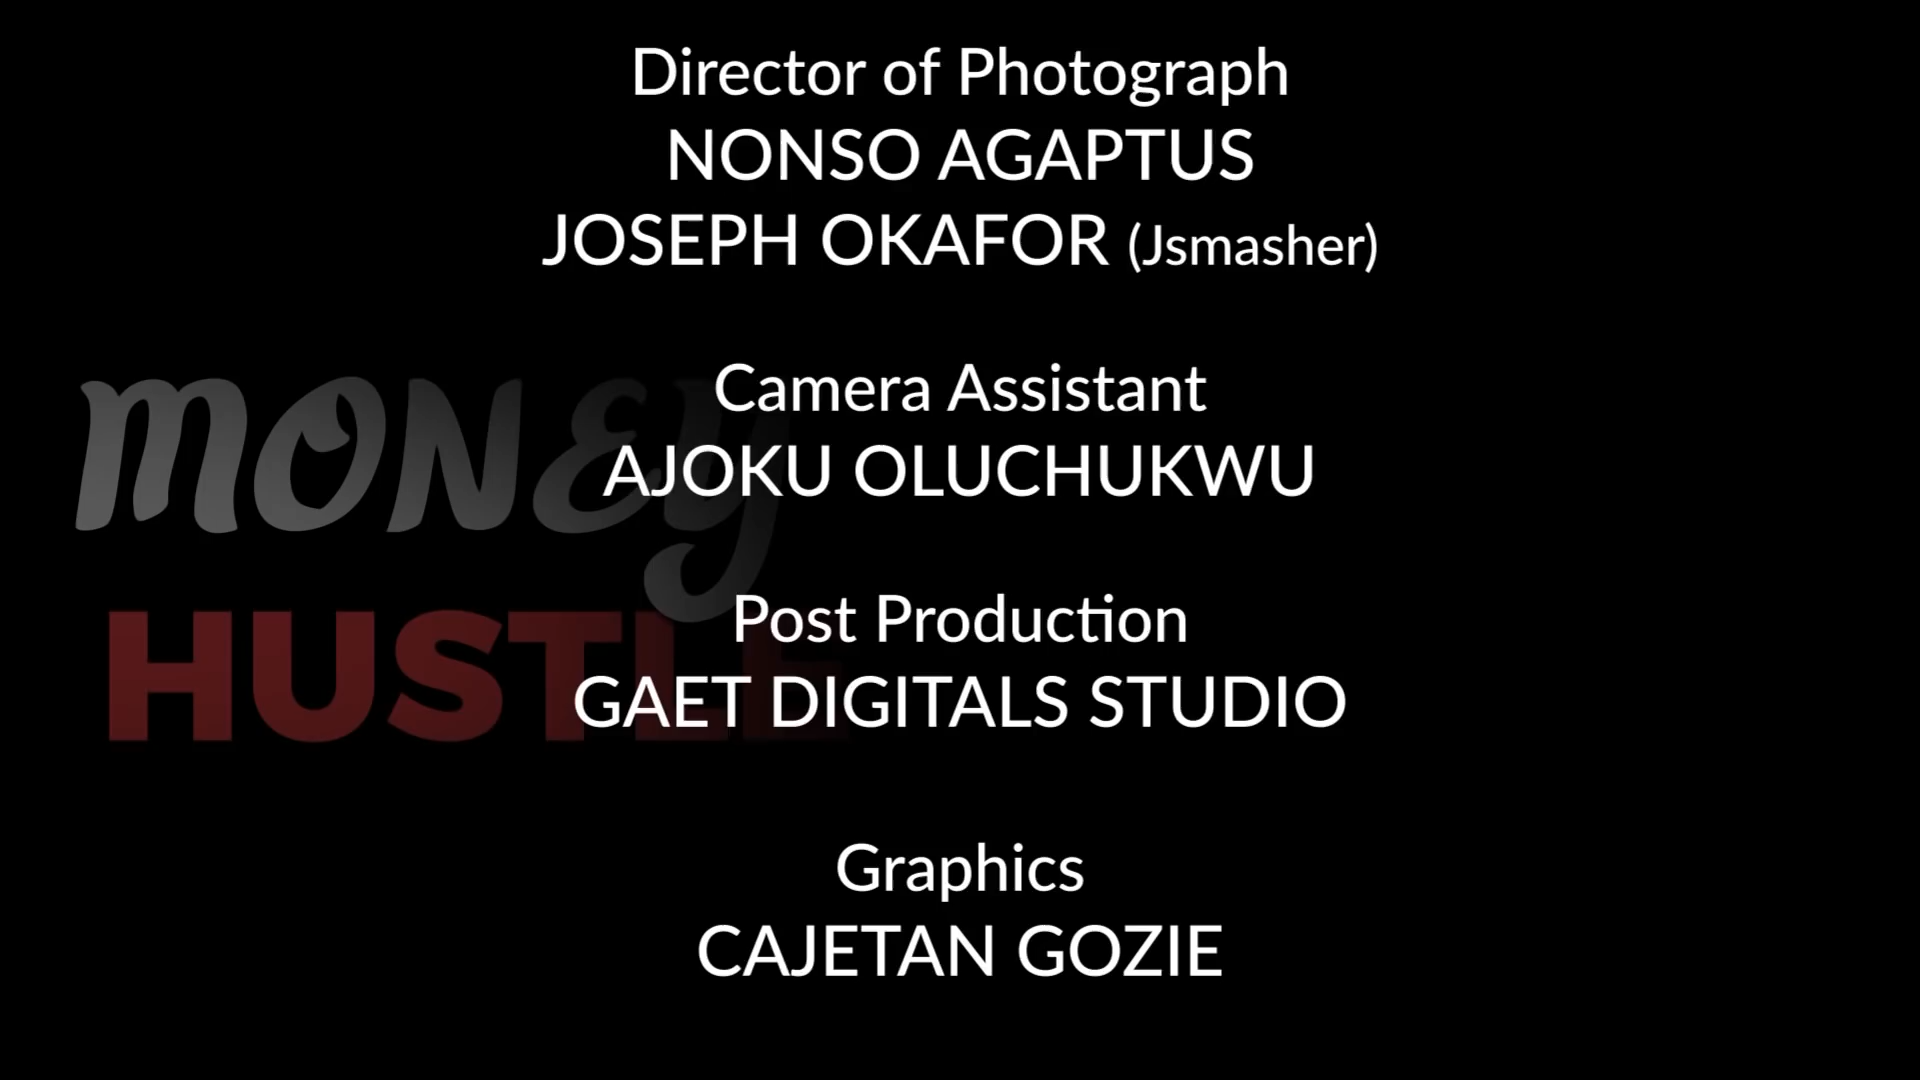 Director of Photograph
NONSO AGAPTUS
JOSEPH OKAFOR (Jsmasher)
Camera Assistant
AJOKU OLUCHUKWU
Post Production
GAET DIGITALS STUDIO
Graphics
CAJETAN GOZIE
MONEY
HUSTLE